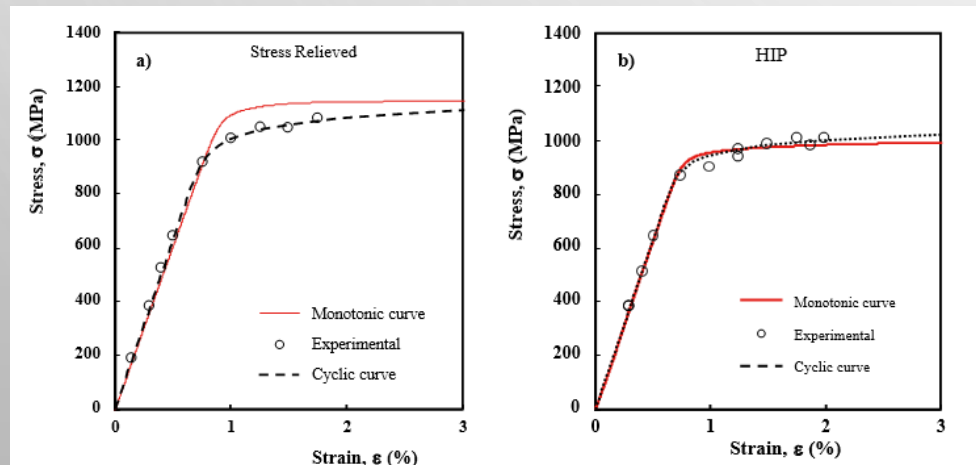 1400
1200
1000
800
600
400
200
0
Stress, σ (MPa)
a)
Stress Relieved
Monotonic curve
Experimental
Cyclic curve
0 1 2 3
Strain, ε (%)
1400
1200
1000
800
600
400
200
0
Stress, σ (MPa)
b)
HIP
Monotonic curve
Experimental
Cyclic curve
0 1 2 3
Strain, ε (%)